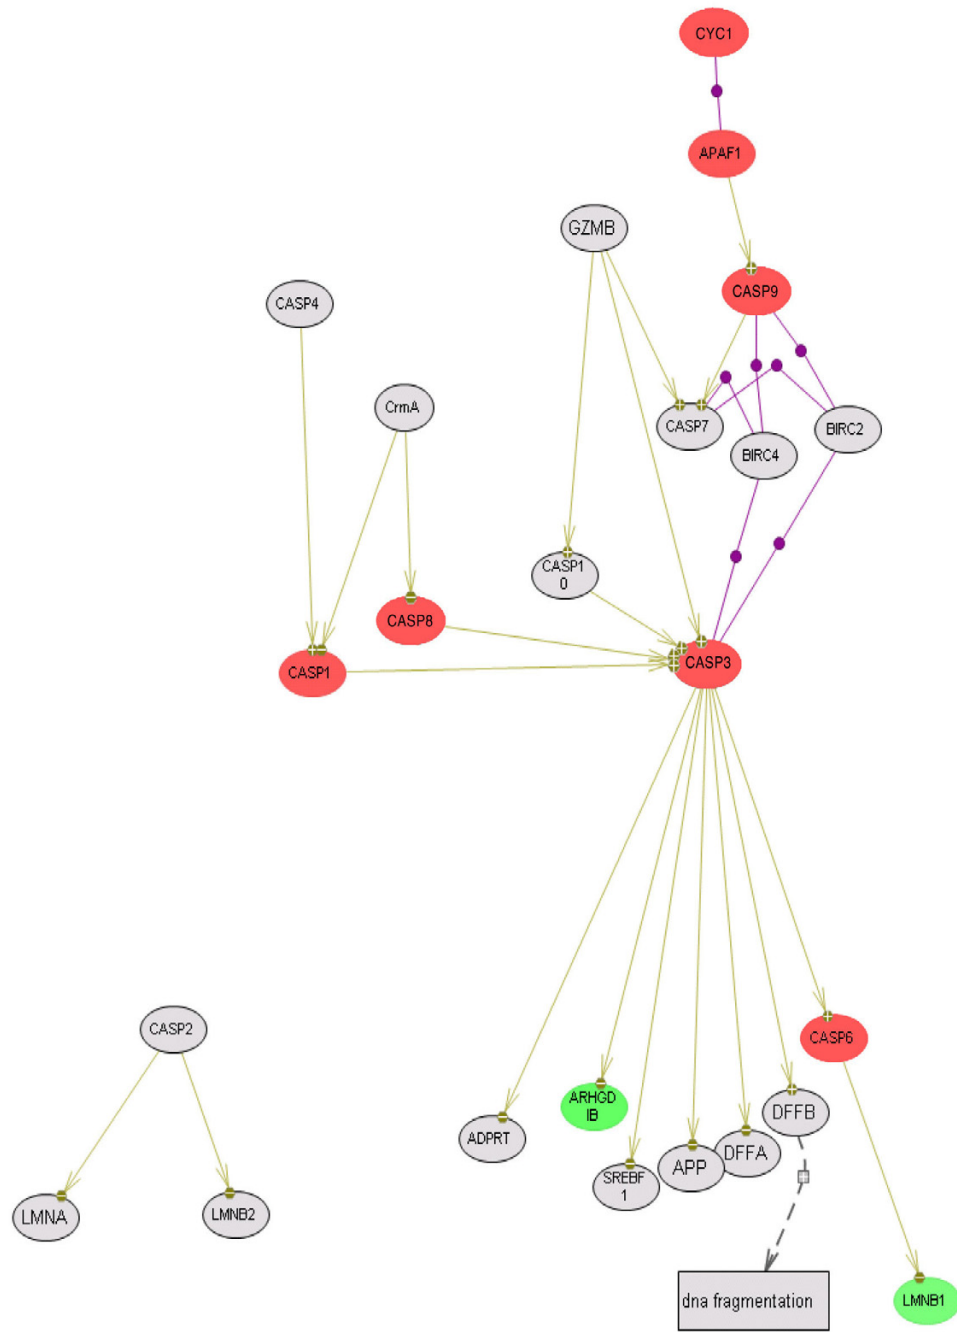 CYC1
APAF1
GZMB
CASP9
CASP4
CrmA
CASP7
BIRC2
BIRC4
CASP1
0
CASP8
CASP3
CASP1
CASP2
CASP6
ARHGD
IB
DFFB
ADPRT
DFFA
APP
SREBF
1
LMNA
LMNB2
dna fragmentation
LMNB1